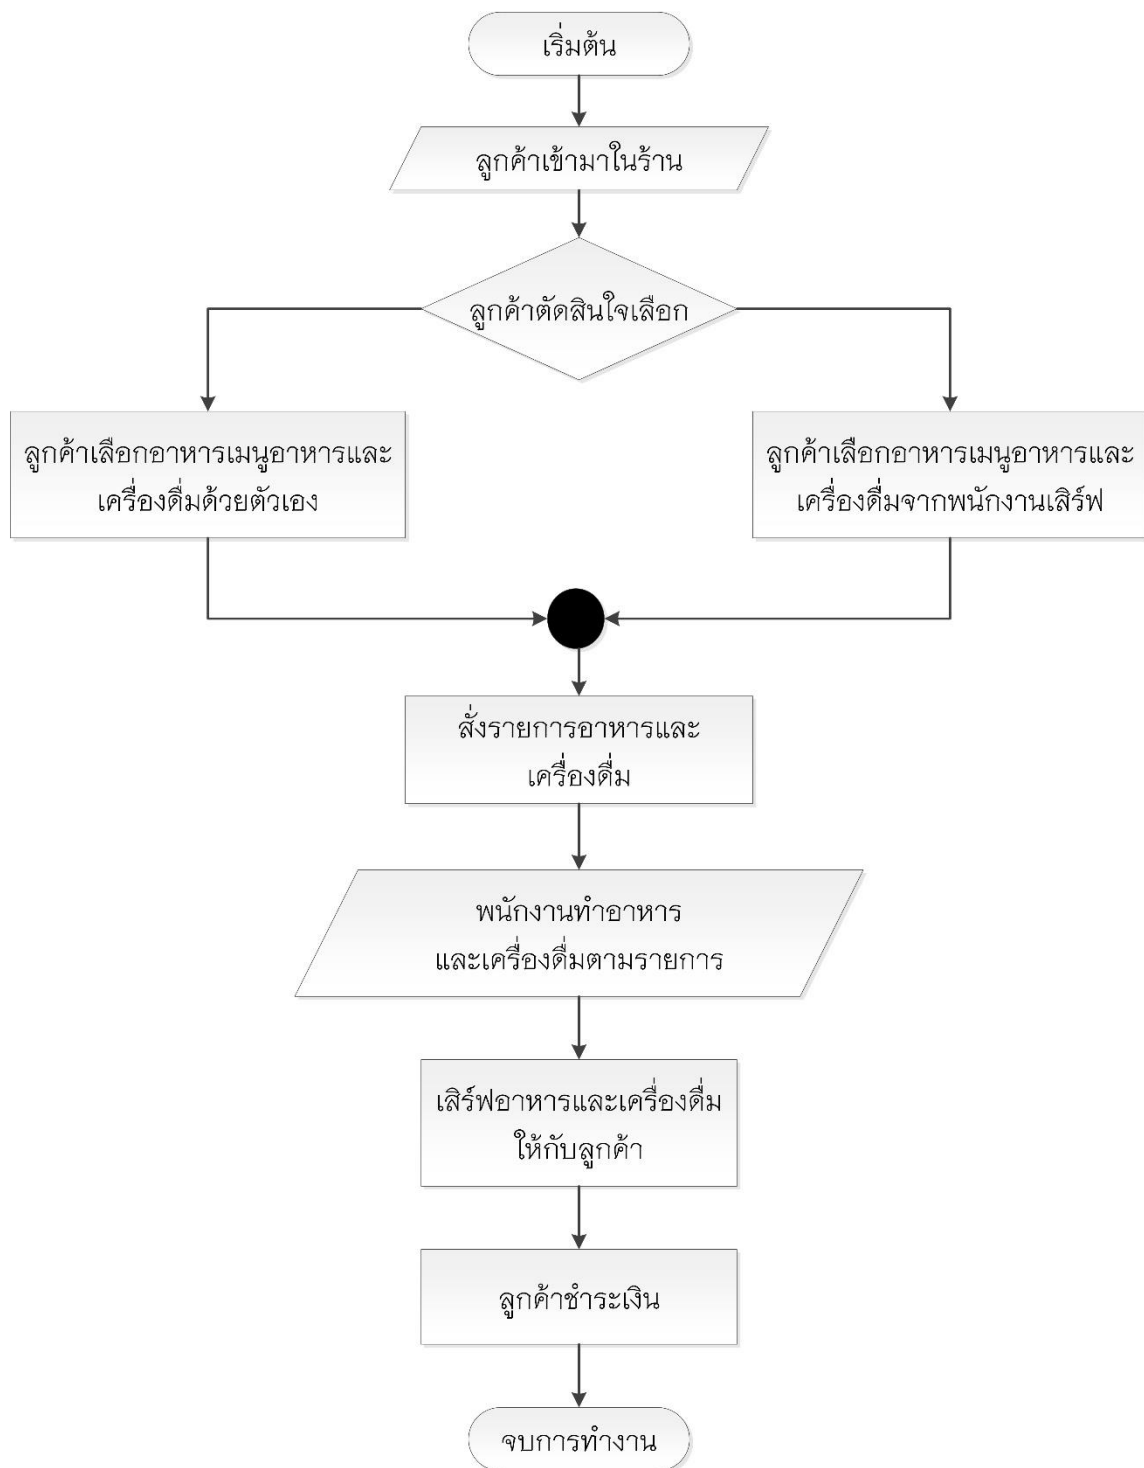 เริ่มต้น
ลูกค้าเข้ามาในร้าน
ลูกค้าตัดสินใจเลือก
ลูกค้าเลือกอาหารเมนูอาหารและ
เครื่องดื่มด้วยตัวเอง
ลูกค้าเลือกอาหารเมนูอาหารและ
เครื่องดื่มจากพนักงานเสิร์ฟ
สั่งรายการอาหารและ
เครื่องดื่ม
พนักงานทำอาหาร
และเครื่องดื่มตามรายการ
เสิร์ฟอาหารและเครื่องดื่ม
ให้กับลูกค้า
ลูกค้าชำระเงิน
จบการทำงาน